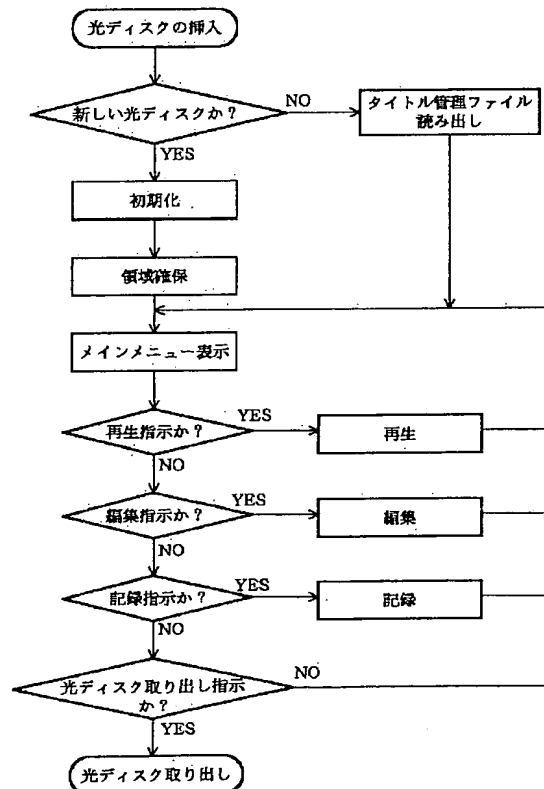 光ディスクの挿入
新しい光ディスクか？
NO
タイトル管理ファイル
読み出し
YES
初期化
領域確保
メインメニュー表示
再生指示か？
YES
再生
NO
編集指示か？
YES
編集
NO
記録指示か？
YES
記録
NO
光ディスク取り出し指示
か？
NO
YES
光ディスク取り出し